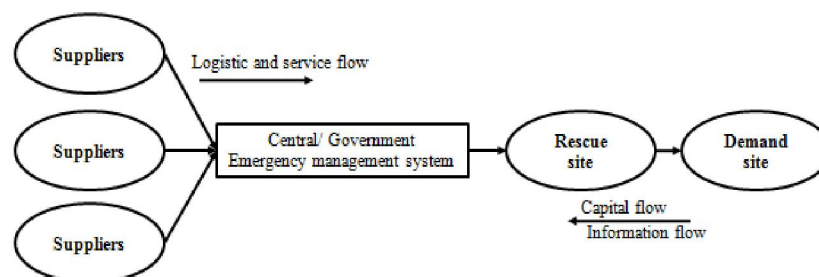 Suppliers
Logistic and service flow
Suppliers
Central/ Government
Emergency management system
Rescue
site
Demand
site
Capital flow
Information flow
Suppliers